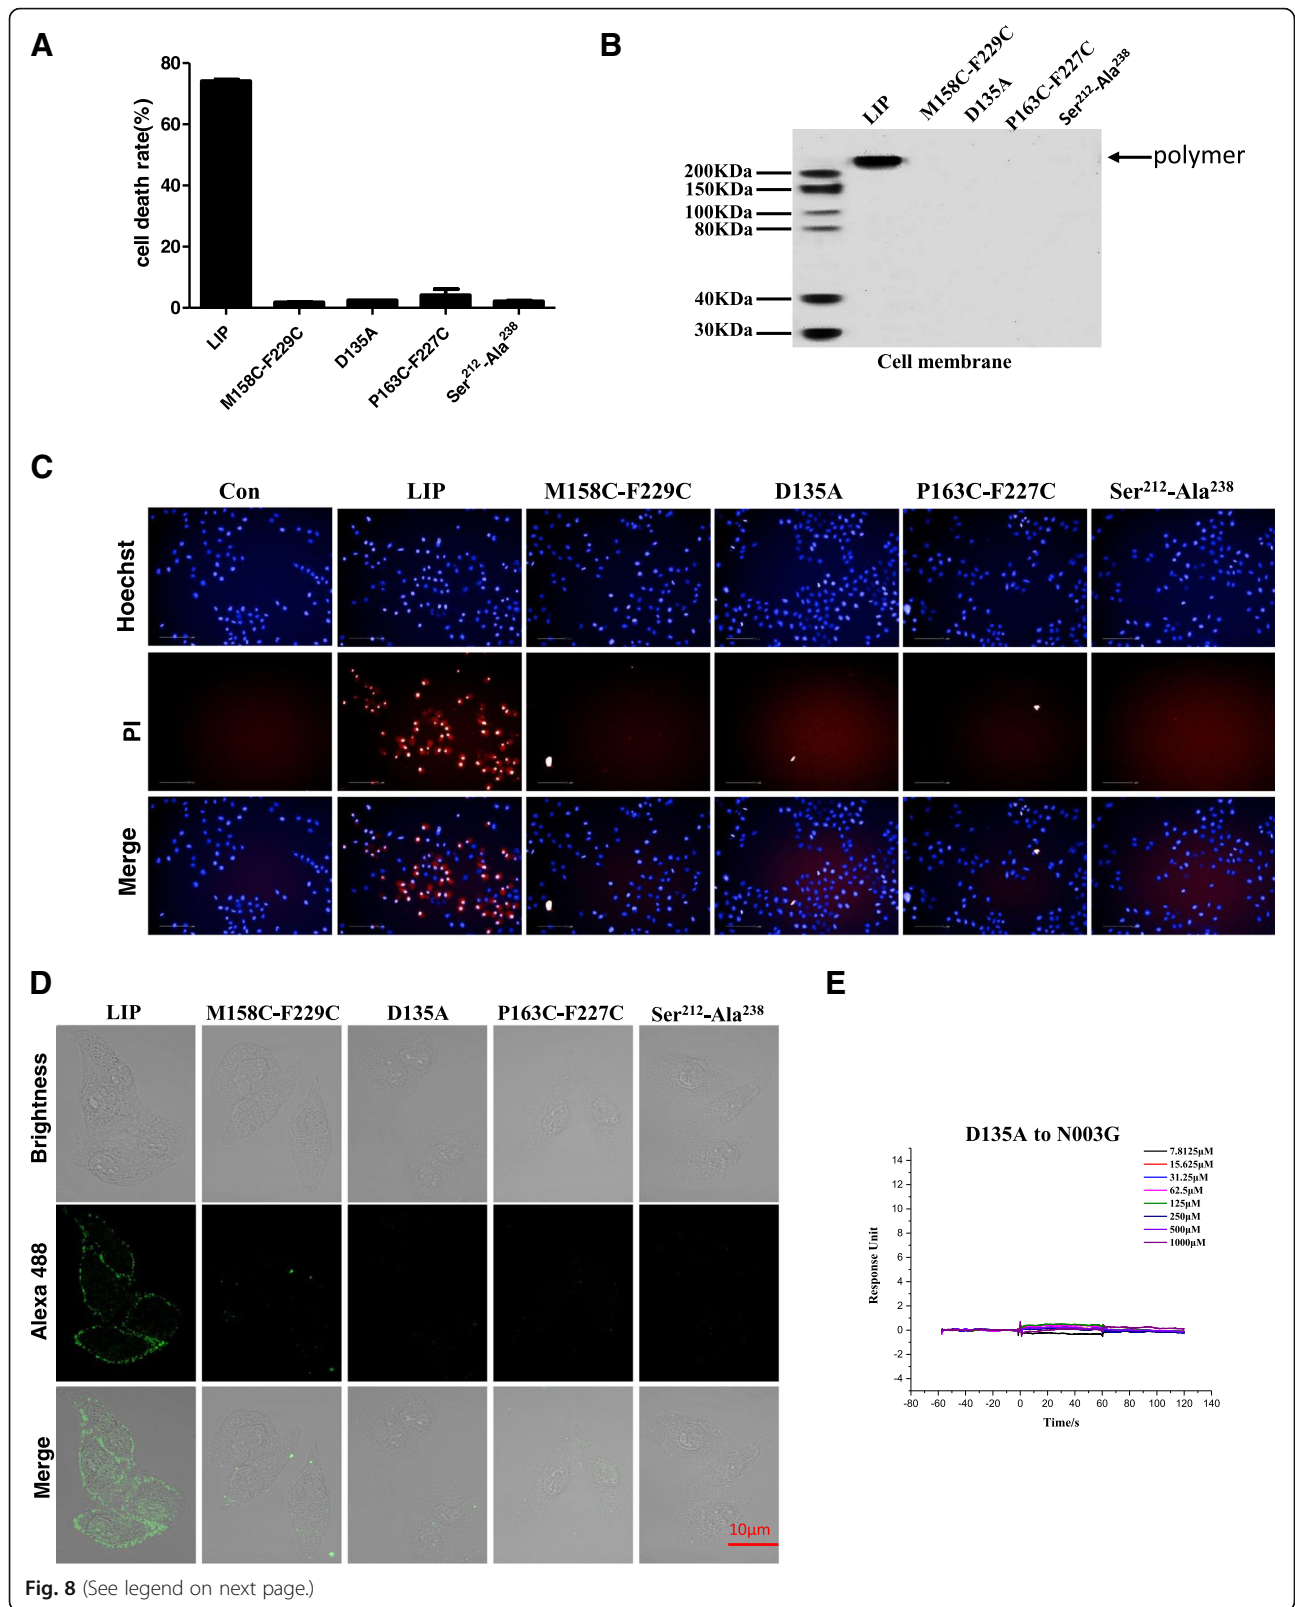 A
80
60
40
20
0
cell death rate(%)
LIP
M158C-F229C
D135A
P163C-F227C
Ser²¹²-Ala²³⁸
B
LIP
M158C-F229C
D135A
P163C-F227C
Ser²¹²-Ala²³⁸
200KDa
150KDa
100KDa
80KDa
40KDa
30KDa
polymer
Cell membrane
C
Con LIP M158C-F229C D135A P163C-F227C Ser²¹²-Ala²³⁸
Hoechst
PI
Merge
D
LIP M158C-F229C D135A P163C-F227C Ser²¹²-Ala²³⁸
Brightness
Alexa 488
Merge
10μm
E
D135A to N003G
7.8125μM
15.625μM
31.25μM
62.5μM
125μM
250μM
500μM
1000μM
Response Unit
14
12
10
8
6
4
2
0
-2
-4
-80 -60 -40 -20 0 20 40 60 80 100 120 140
Time/s
Fig. 8 (See legend on next page.)